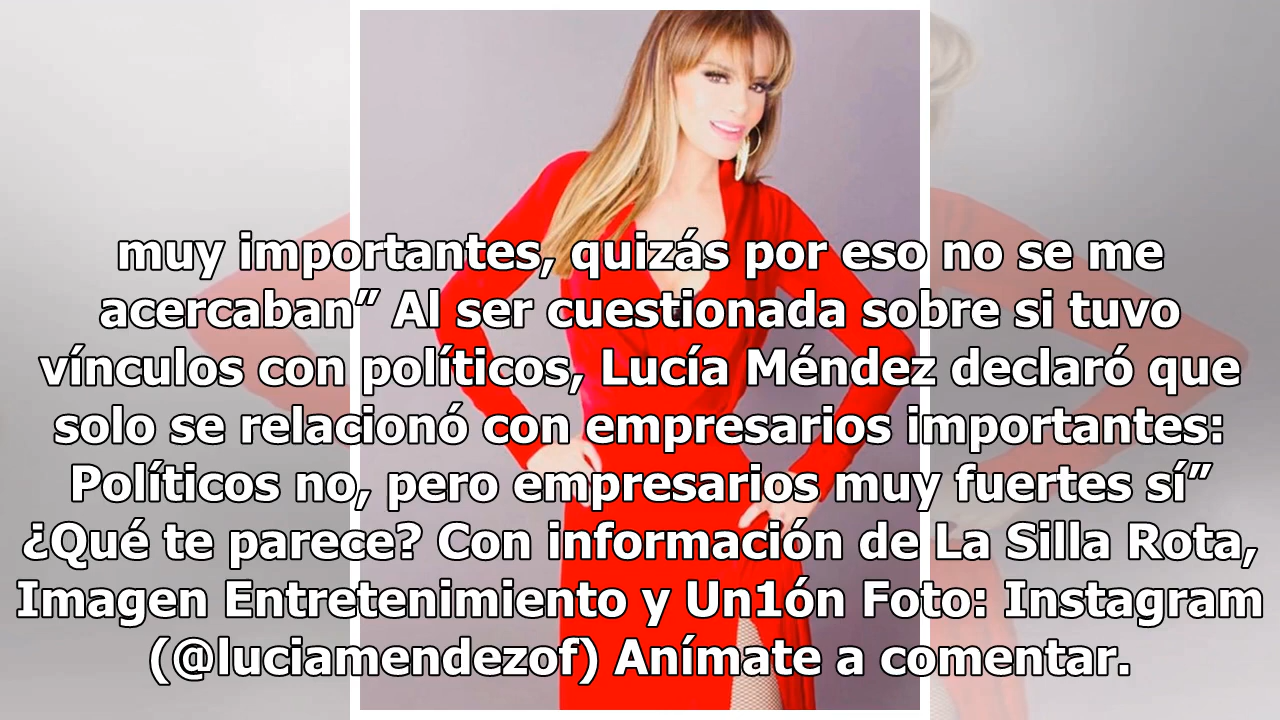 muy importantes, quizás por eso no se me
acercaban” Al ser cuestionada sobre si tuvo
vínculos con políticos, Lucía Méndez declaró que
solo se relacionó con empresarios importantes:
Políticos no, pero empresarios muy fuertes sí”
¿Qué te parece? Con información de La Silla Rota,
Imagen Entretenimiento y Un1ón Foto: Instagram
(@luciamendezof) Anímate a comentar.